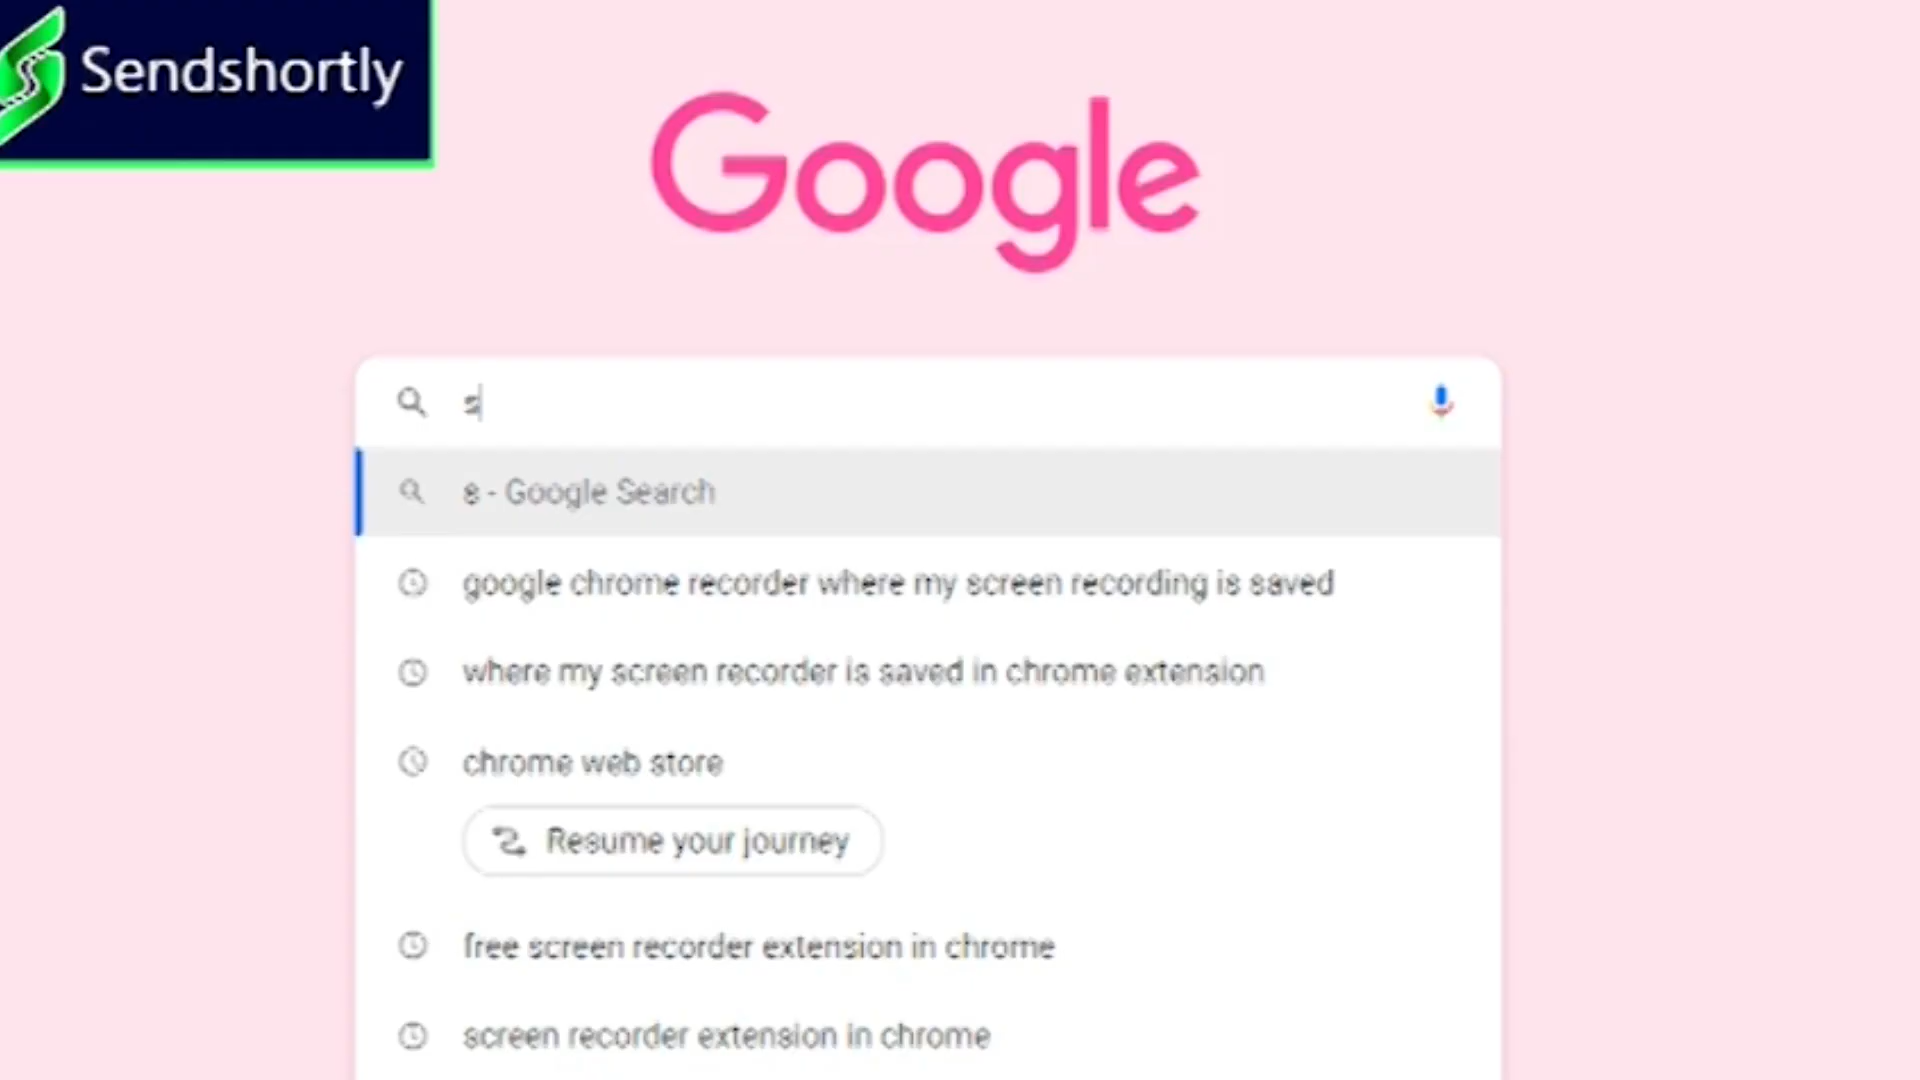 Sendshortly
Google
s
s - Google Search
google chrome recorder where my screen recording is saved
where my screen recorder is saved in chrome extension
chrome web store
Resume your journey
free screen recorder extension in chrome
screen recorder extension in chrome